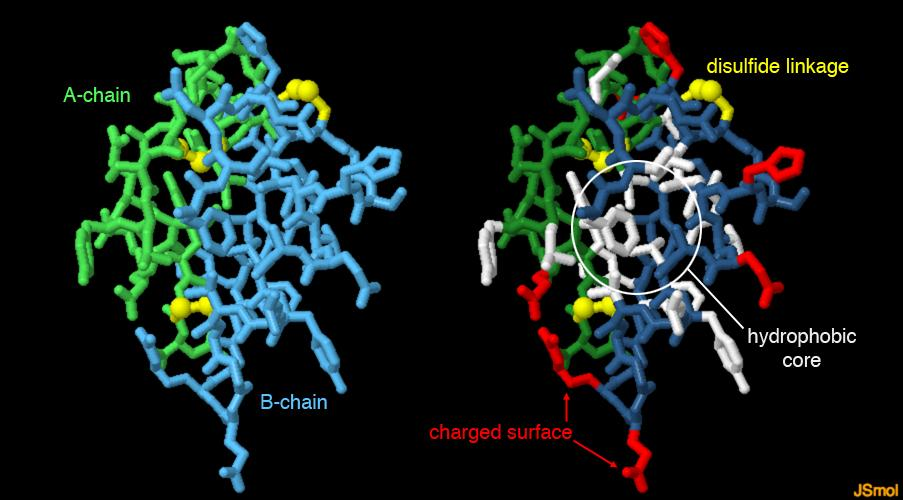 A-chain
B-chain
disulfide linkage
hydrophobic
core
charged surface
JSmol